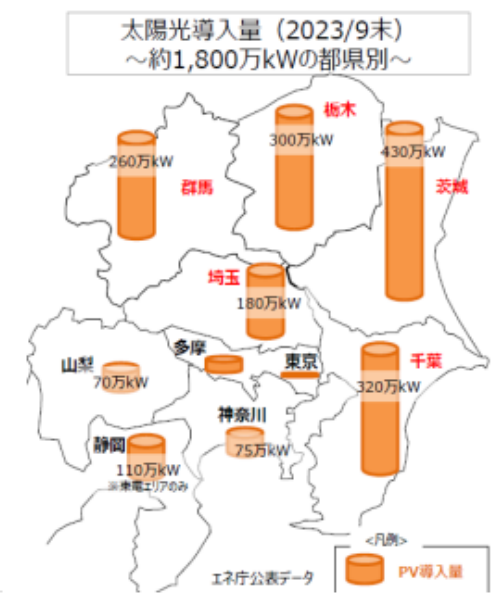 太陽光導入量（2023/9末）
～約1,800万kWの都県別～
栃木
300万kW
430万kW
260万kW
群馬
茨城
埼玉
180万kW
多摩
東京
山梨
70万kW
千葉
320万kW
神奈川
75万kW
静岡
110万kW
※東電エリアのみ
<凡例>
エネ庁公表データ
PV導入量